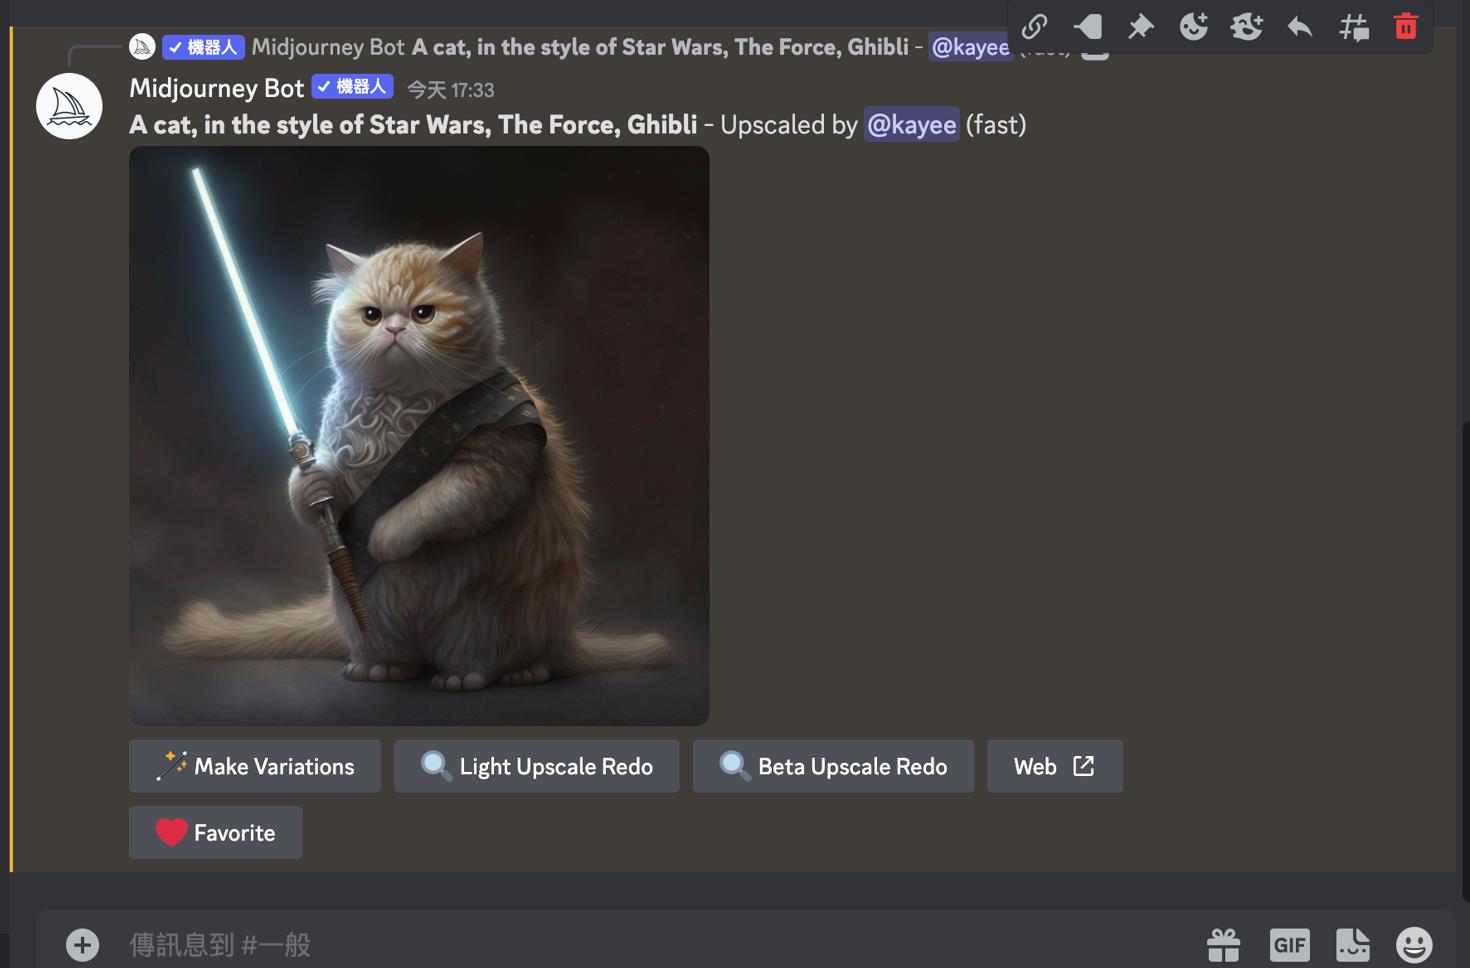 機器人 Midjourney Bot A cat, in the style of Star Wars, The Force, Ghibli - @kayee
Midjourney Bot 機器人 今天 17:33
A cat, in the style of Star Wars, The Force, Ghibli - Upscaled by @kayee (fast)
Make Variations Light Upscale Redo Beta Upscale Redo Web
Favorite
傳訊息到 #一般
GIF